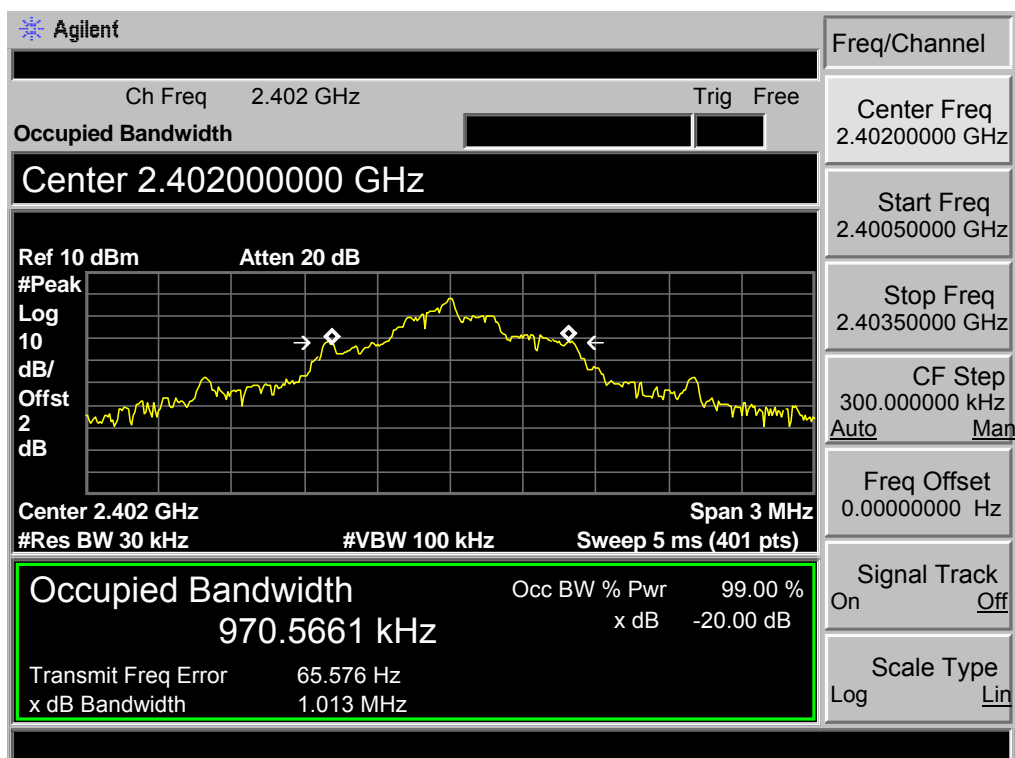 Agilent
Freq/Channel
Ch Freq 2.402 GHz Trig Free
Occupied Bandwidth
Center 2.402000000 GHz
Ref 10 dBm Atten 20 dB
#Peak
Log
10
dB/
Offst
2
dB
Center 2.402 GHz Span 3 MHz
#Res BW 30 kHz #VBW 100 kHz Sweep 5 ms (401 pts)
Occupied Bandwidth
970.5661 kHz
Occ BW % Pwr 99.00 %
x dB -20.00 dB
Transmit Freq Error 65.576 Hz
x dB Bandwidth 1.013 MHz
Center Freq
2.40200000 GHz
Start Freq
2.40050000 GHz
Stop Freq
2.40350000 GHz
CF Step
300.000000 kHz
Auto Man
Freq Offset
0.00000000 Hz
Signal Track
On Off
Scale Type
Log Lin